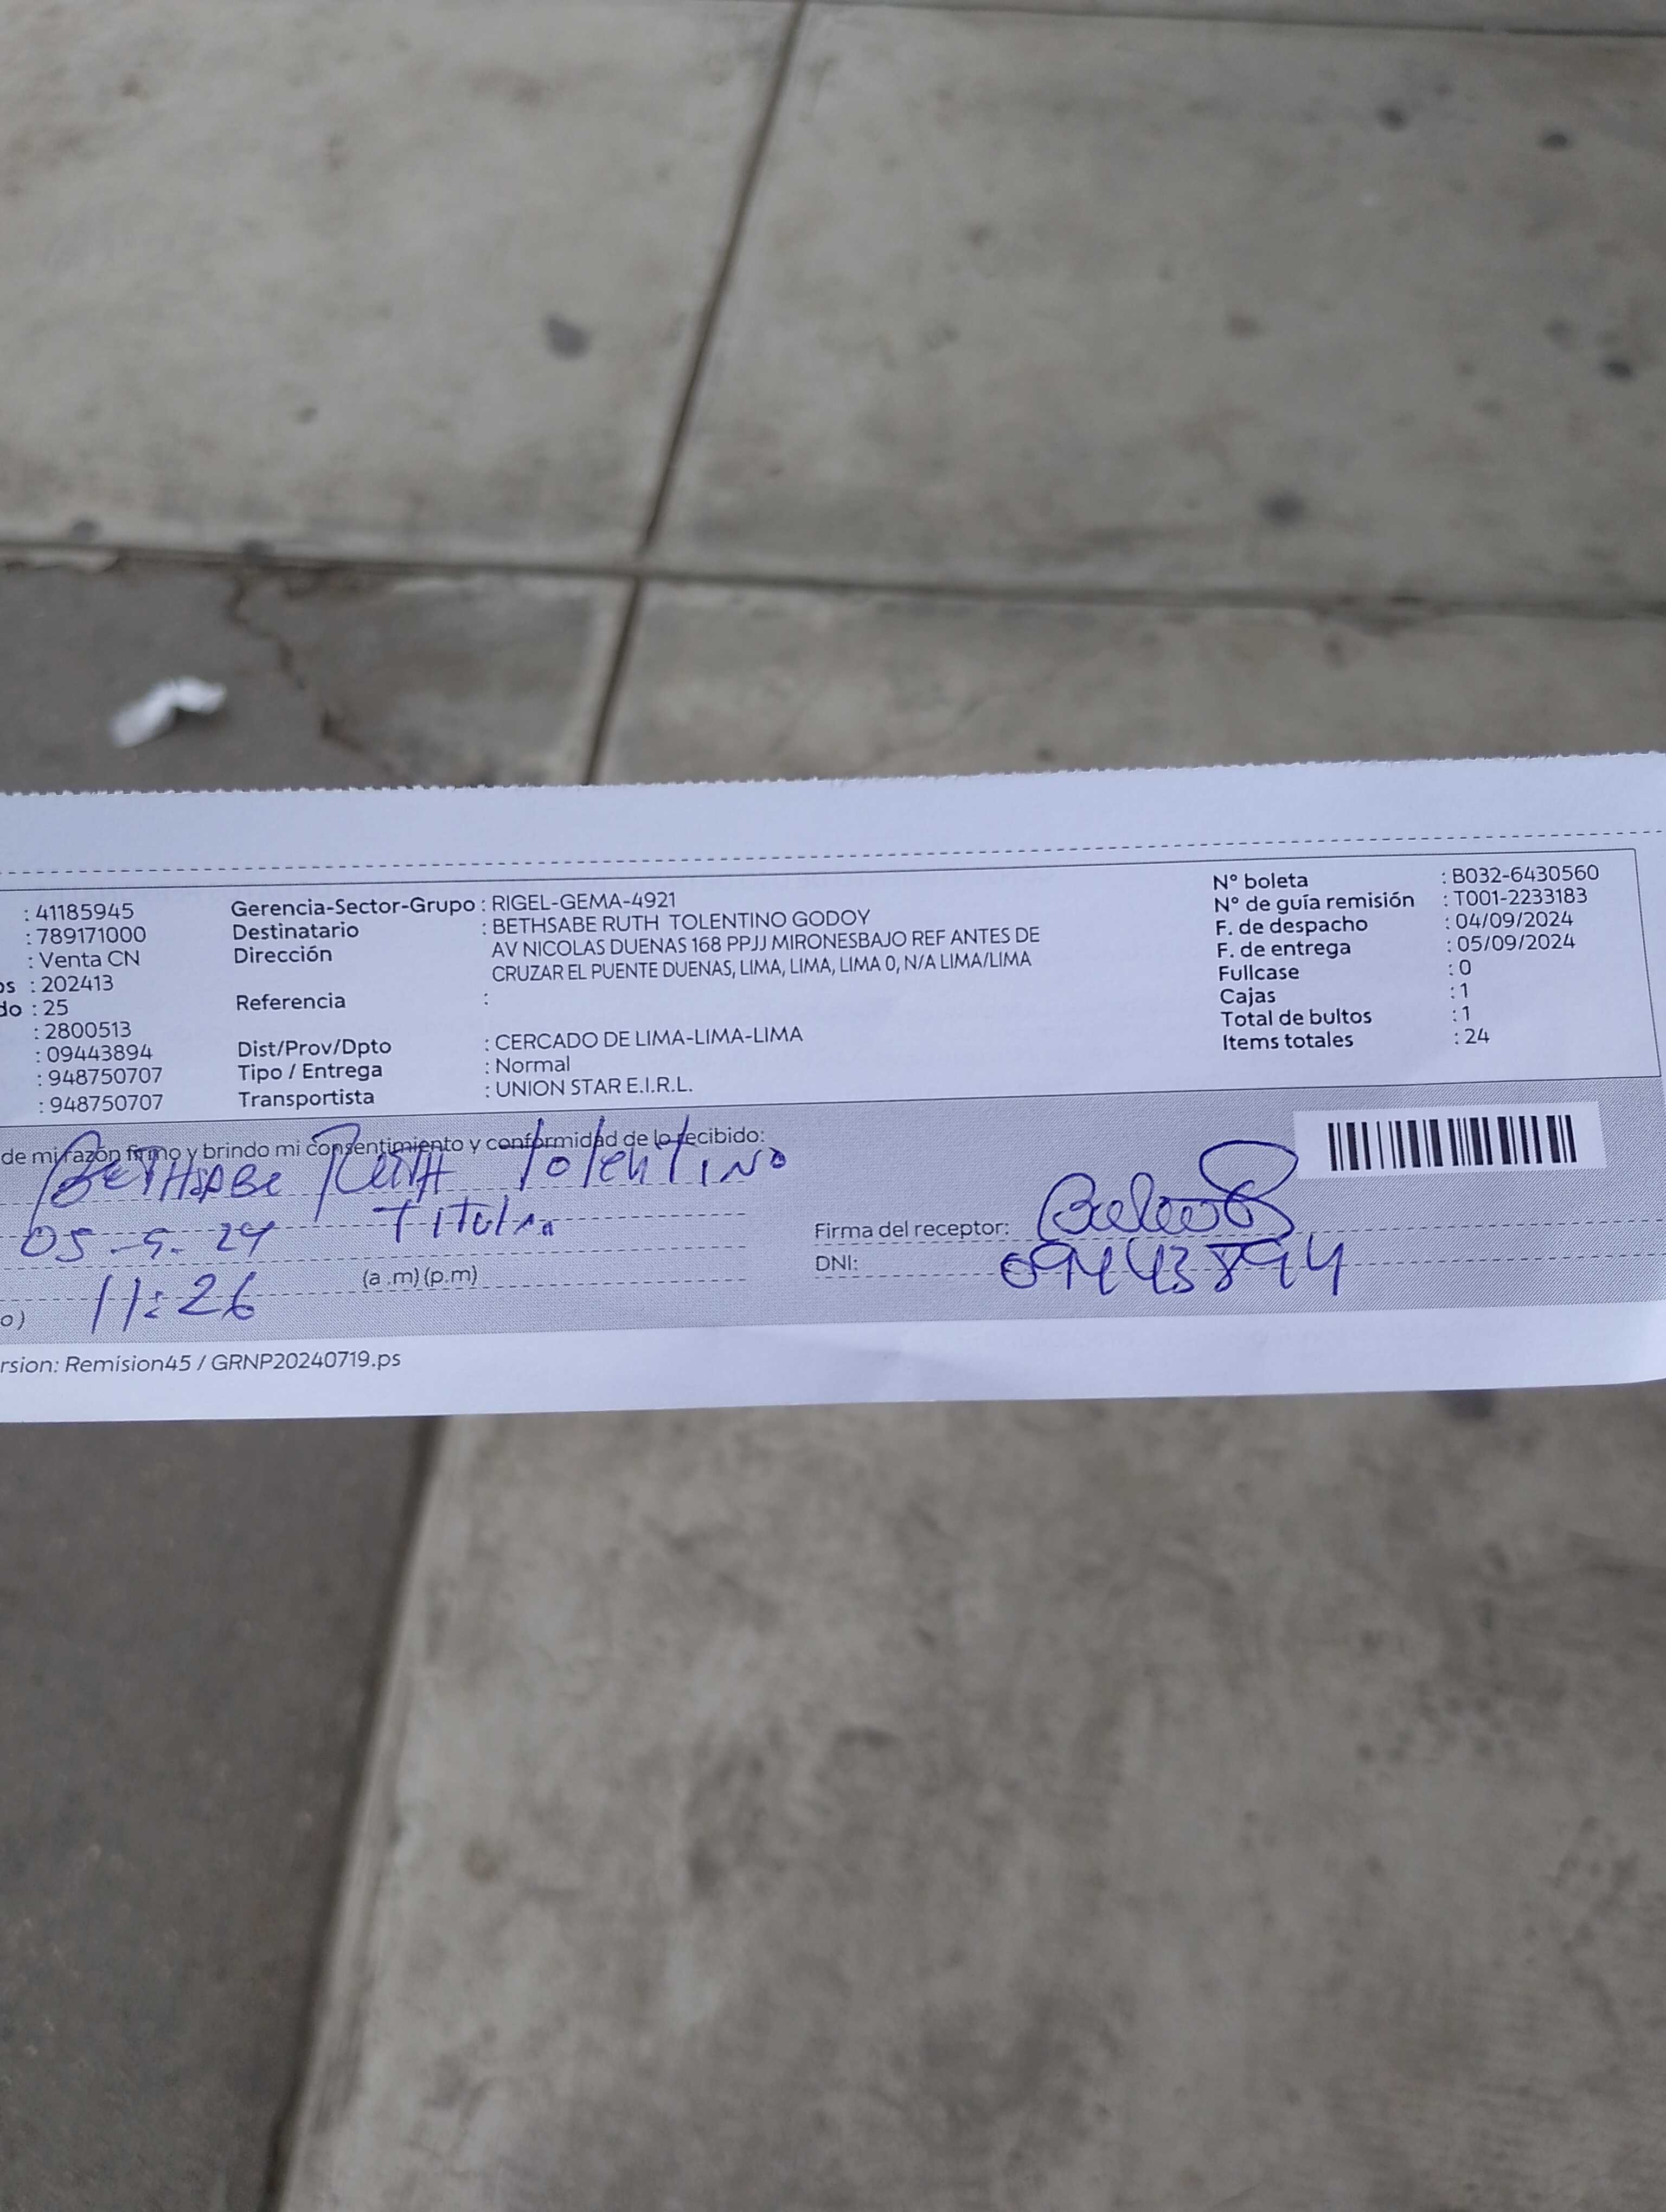 : 41185945 Gerencia-Sector-Grupo : RIGEL-GEMA-4921 N° boleta : B032-6430560
: 789171000 Destinatario : BETHSABE RUTH TOLENTINO GODOY N° de guía remisión : T001-2233183
: Venta CN Dirección AV NICOLAS DUENAS 168 PPJJ MIRONESBAJO REF ANTES DE F. de despacho : 04/09/2024
os : 202413 CRUZAR EL PUENTE DUENAS, LIMA, LIMA, LIMA 0, N/A LIMA/LIMA F. de entrega : 05/09/2024
do : 25 Referencia : Fullcase : 0
: 2800513 Cajas : 1
: 09443894 Dist/Prov/Dpto : CERCADO DE LIMA-LIMA-LIMA Total de bultos : 1
: 948750707 Tipo / Entrega : Normal Items totales : 24
: 948750707 Transportista : UNION STAR E.I.R.L.
de mi razón firmo y brindo mi consentimiento y conformidad de lo recibido:
BETHSABE RUTH Tolentino
05-9-24 Titular Firma del receptor:
11:26 (a .m) (p.m) DNI: 09443894
o)
rsion: Remision45 / GRNP20240719.ps